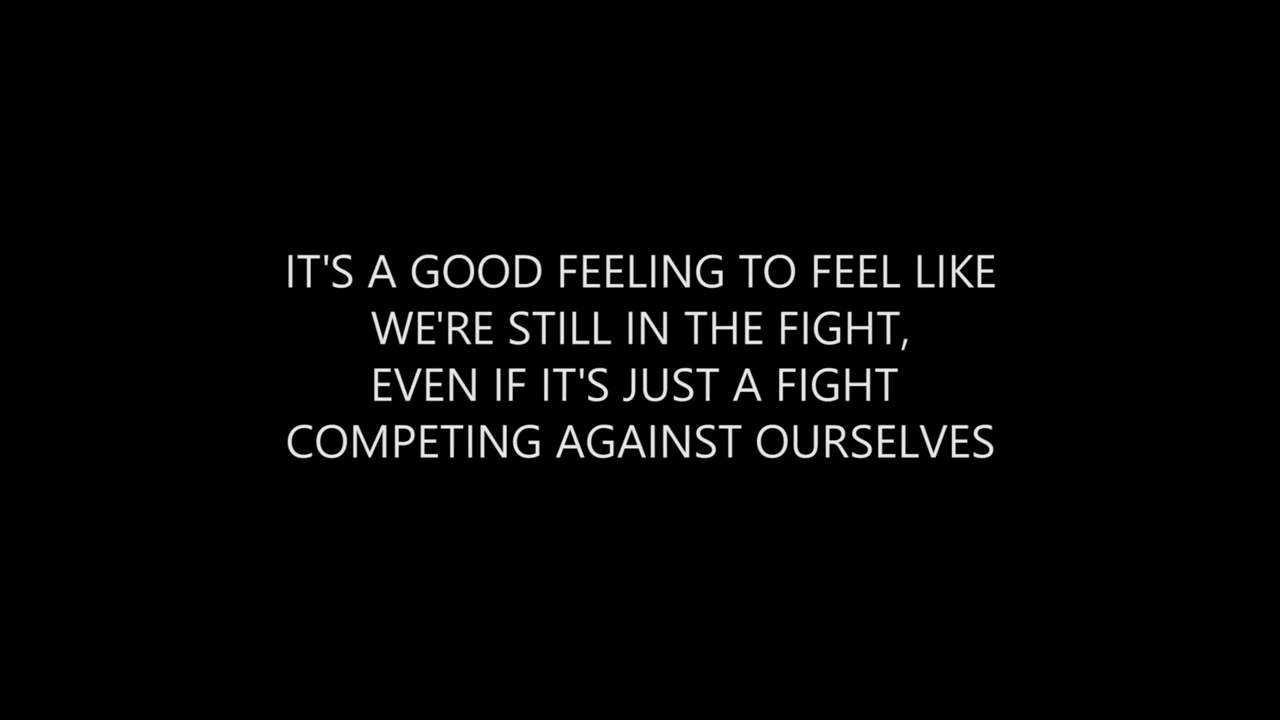 IT'S A GOOD FEELING TO FEEL LIKE
WE'RE STILL IN THE FIGHT,
EVEN IF IT'S JUST A FIGHT
COMPETING AGAINST OURSELVES